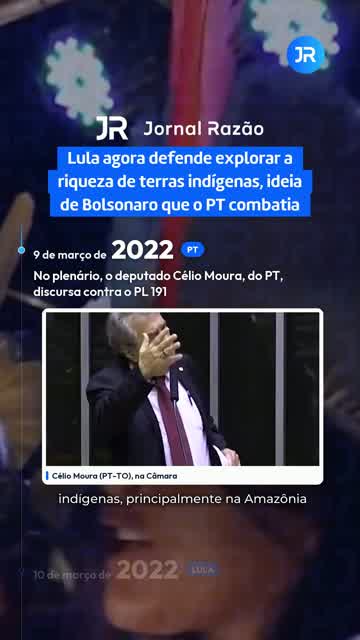 JR
JR Jornal Razão
Lula agora defende explorar a
riqueza de terras indígenas, ideia
de Bolsonaro que o PT combatia
9 de março de 2022 PT
No plenário, o deputado Célio Moura, do PT,
discursa contra o PL 191
Célio Moura (PT-TO), na Câmara
indígenas, principalmente na Amazônia
10 de março de 2022 LULA